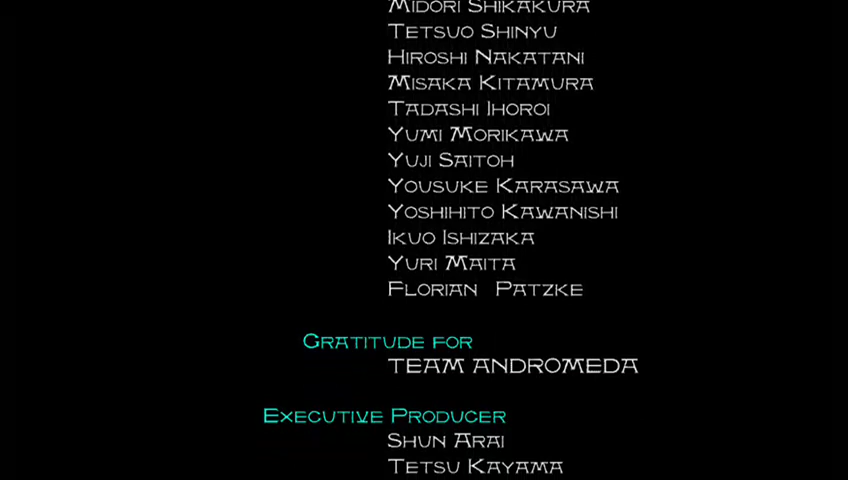 MIDORI SHIKAKURA
TETSUO SHINYU
HIROSHI NAKATANI
MISAKA KITAMURA
TADASHI IHOROI
YUMI MORIKAWA
YUJI SAITOH
YOUSUKE KARASAWA
YOSHIHITO KAWANISHI
IKUO ISHIZAKA
YURI MAITA
FLORIAN PATZKE
GRATITUDE FOR
TEAM ANDROMEDA
EXECUTIVE PRODUCER
SHUN ARAI
TETSU KAYAMA